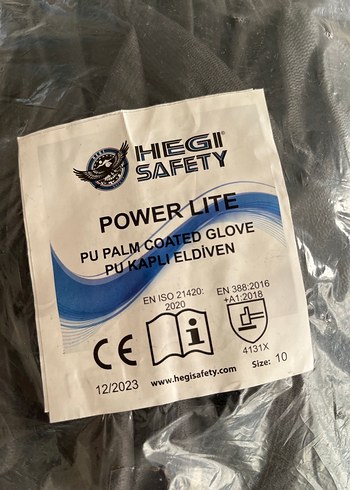 HEGI®
SAFETY
POWER LITE
PU PALM COATED GLOVE
PU KAPLI ELDİVEN
EN ISO 21420:
2020
EN 388:2016
+A1:2018
CE
4131X
12/2023
www.hegisafety.com
Size: 10